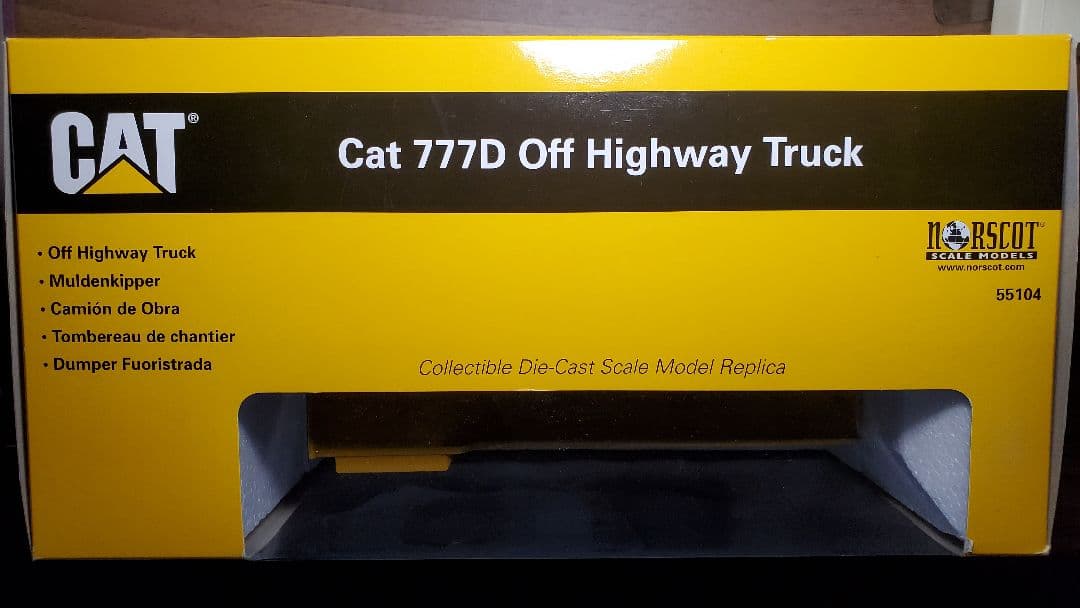 CAT®
Cat 777D Off Highway Truck
NORSCOT™
SCALE MODELS
www.norscot.com
55104
• Off Highway Truck
• Muldenkipper
• Camión de Obra
• Tombereau de chantier
• Dumper Fuoristrada
Collectible Die-Cast Scale Model Replica